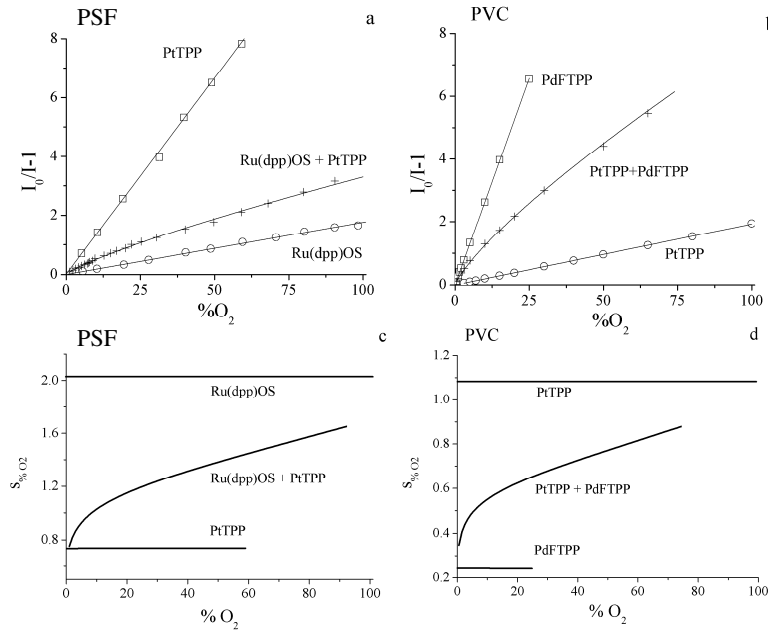 PSF
a
8
6
4
2
0
I0/I-1
PtTPP
Ru(dpp)OS + PtTPP
Ru(dpp)OS
0 25 50 75 100
%O2
PVC
8
6
4
2
0
I0/I-1
PdFTPP
PtTPP+PdFTPP
PtTPP
0 25 50 75 100
%O2
PSF
c
2.0
1.6
1.2
0.8
S% O2
Ru(dpp)OS
Ru(dpp)OS + PtTPP
PtTPP
0 20 40 60 80 100
% O2
PVC
d
1.2
1.0
0.8
0.6
0.4
0.2
S% O2
PtTPP
PtTPP + PdFTPP
PdFTPP
0 20 40 60 80 100
% O2